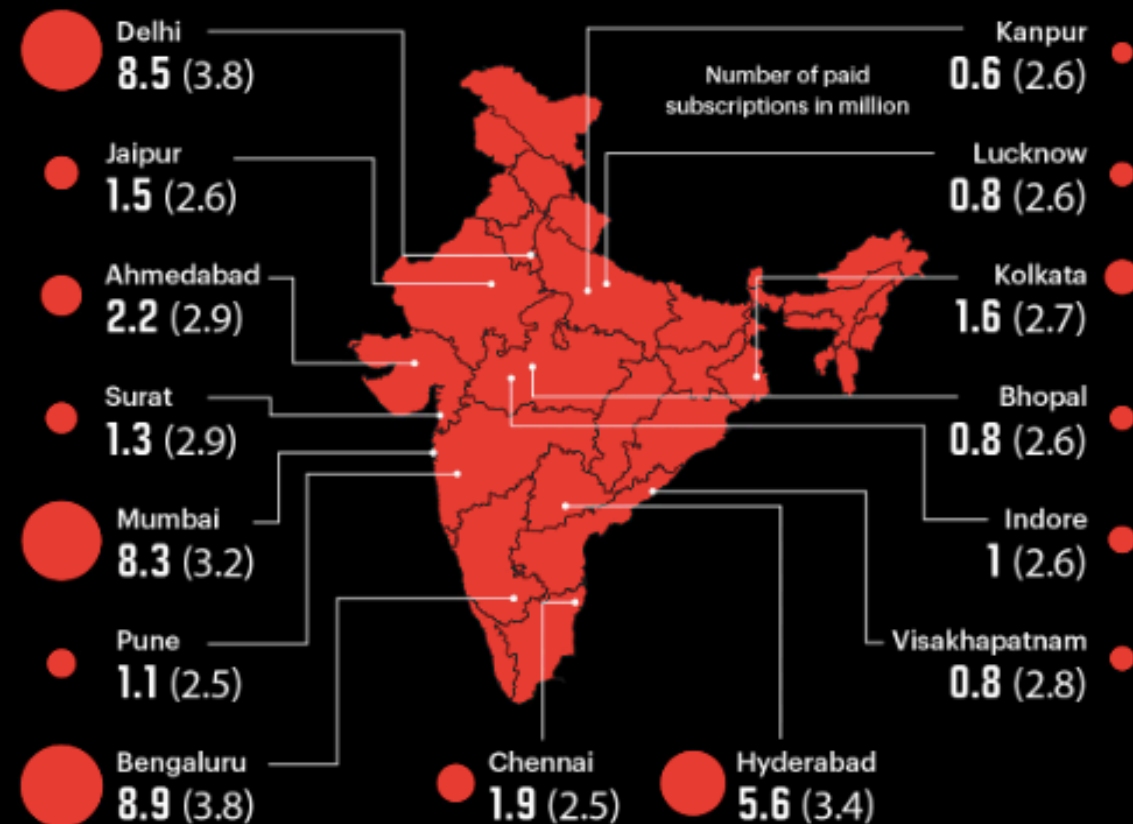 Delhi
8.5 (3.8)
Jaipur
1.5 (2.6)
Ahmedabad
2.2 (2.9)
Surat
1.3 (2.9)
Mumbai
8.3 (3.2)
Pune
1.1 (2.5)
Bengaluru
8.9 (3.8)
Number of paid
subscriptions in million
Kanpur
0.6 (2.6)
Lucknow
0.8 (2.6)
Kolkata
1.6 (2.7)
Bhopal
0.8 (2.6)
Indore
1 (2.6)
Visakhapatnam
0.8 (2.8)
Chennai
1.9 (2.5)
Hyderabad
5.6 (3.4)